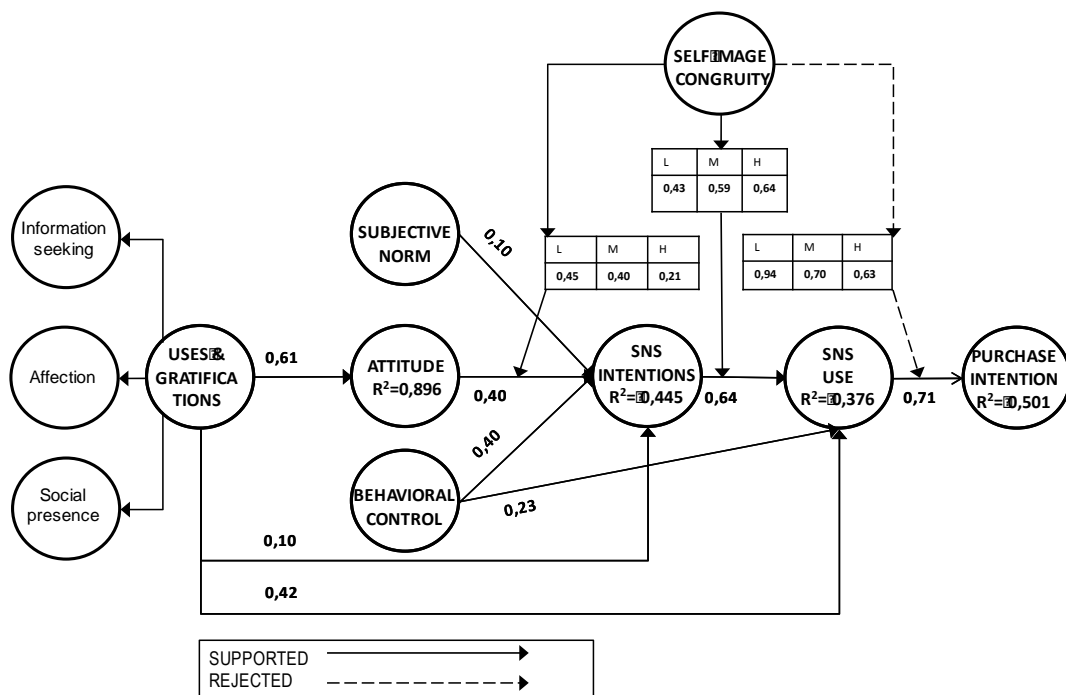 SELF-IMAGE
CONGRUITY
L M H
0,43 0,59 0,64
Information
seeking
SUBJECTIVE
NORM
0,10
L M H
0,45 0,40 0,21
L M H
0,94 0,70 0,63
Affection
USES &
GRATIFICA
TIONS
0,61
ATTITUDE
R²=0,896
0,40
SNS
INTENTIONS
R²= 0,445
0,64
SNS
USE
R²= 0,376
0,71
PURCHASE
INTENTION
R²= 0,501
Social
presence
BEHAVIORAL
CONTROL
0,40
0,23
0,10
0,42
SUPPORTED
REJECTED